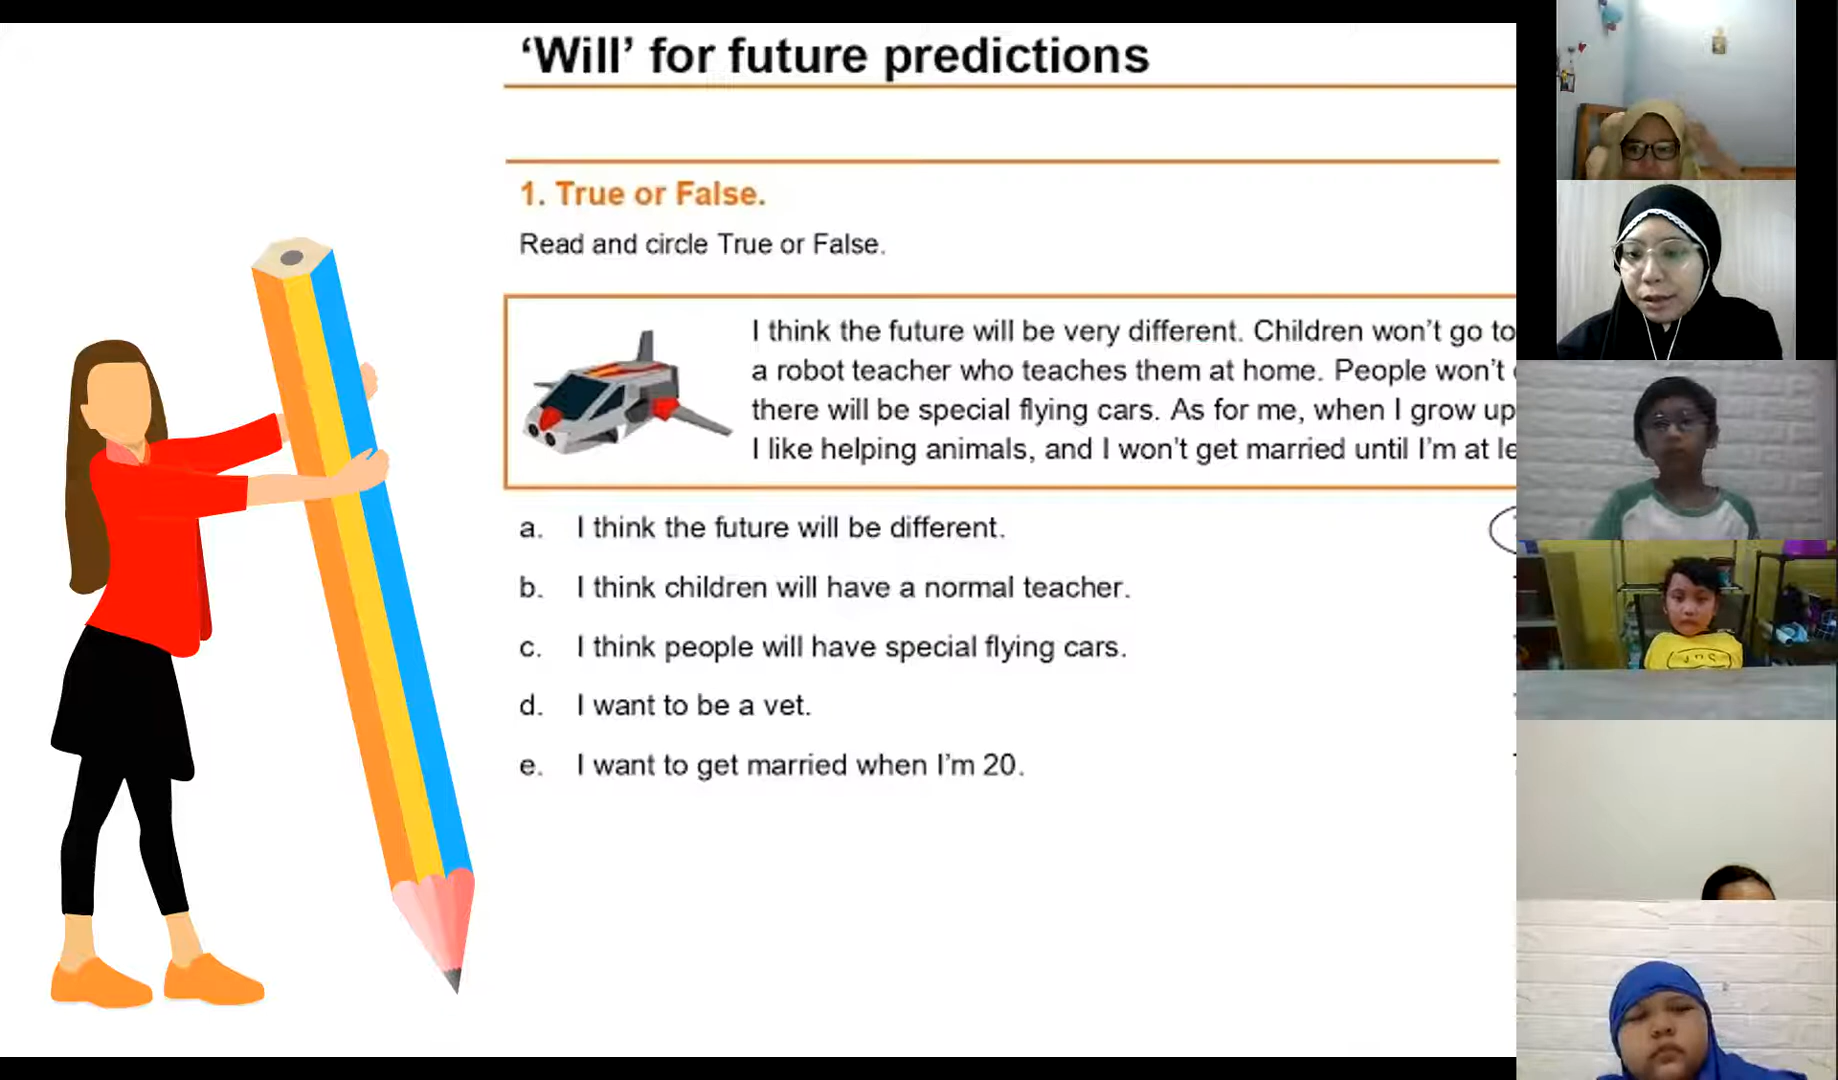 ‘Will’ for future predictions
1. True or False.
Read and circle True or False.
I think the future will be very different. Children won’t go to
a robot teacher who teaches them at home. People won’t
there will be special flying cars. As for me, when I grow up
I like helping animals, and I won’t get married until I’m at
a. I think the future will be different.
b. I think children will have a normal teacher.
c. I think people will have special flying cars.
d. I want to be a vet.
e. I want to get married when I’m 20.